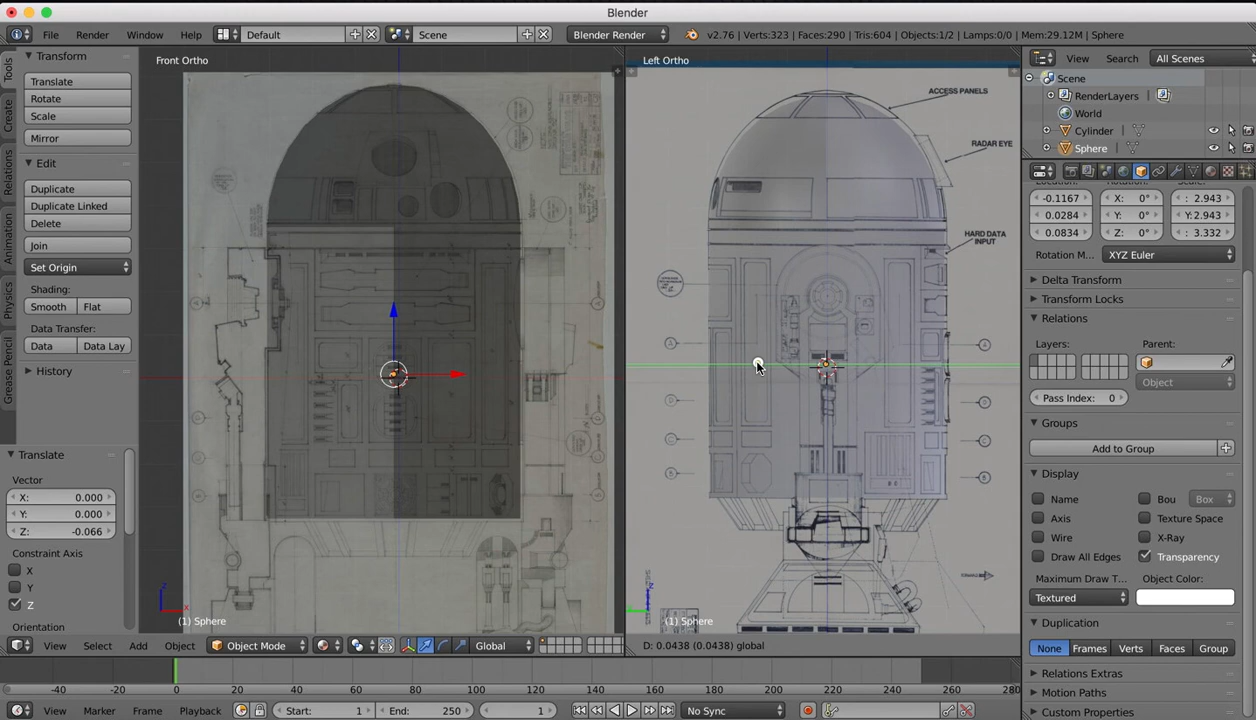 Blender
File Render Window Help Default Scene Blender Render v2.76 | Verts:323 | Faces:290 | Tris:604 | Objects:1/2 | Lamps:0/0 | Mem:29.12M | Sphere
Tools
Create
Relations
Animation
Physics
Grease Pencil
Transform
Translate
Rotate
Scale
Mirror
Edit
Duplicate
Duplicate Linked
Delete
Join
Set Origin
Shading:
Smooth Flat
Data Transfer:
Data Data Lay
History
Translate
Vector
X: 0.000
Y: 0.000
Z: -0.066
Constraint Axis
X
Y
Z
Orientation
Front Ortho
(1) Sphere
View Select Add Object Object Mode Global
Left Ortho
ACCESS PANELS
RADAR EYE
HARD DATA
INPUT
(1) Sphere
D: 0.0438 (0.0438) global
View Search All Scenes
Scene
RenderLayers
World
Cylinder
Sphere
-0.1167 X: 0° : 2.943
0.0284 Y: 0° Y: 2.943
0.0834 Z: 0° : 3.332
Rotation M... XYZ Euler
Delta Transform
Transform Locks
Relations
Layers: Parent:
Object
Pass Index: 0
Groups
Add to Group
Display
Name Bou Box
Axis Texture Space
Wire X-Ray
Draw All Edges Transparency
Maximum Draw T... Object Color:
Textured
Duplication
None Frames Verts Faces Group
Relations Extras
Motion Paths
Custom Properties
-40 -20 0 20 40 60 80 100 120 140 160 180 200 220 240 260 280
View Marker Frame Playback Start: 1 End: 250 1 No Sync